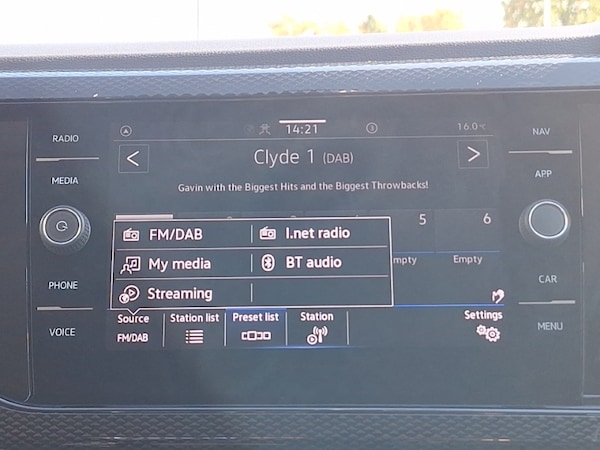 RADIO
MEDIA
PHONE
VOICE
14:21
16.0°C
< Clyde 1 (DAB) >
Gavin with the Biggest Hits and the Biggest Throwbacks!
5 6
mpty Empty
FM/DAB I.net radio
My media BT audio
Streaming
Source Station list Preset list Station Settings
FM/DAB
NAV
APP
CAR
MENU